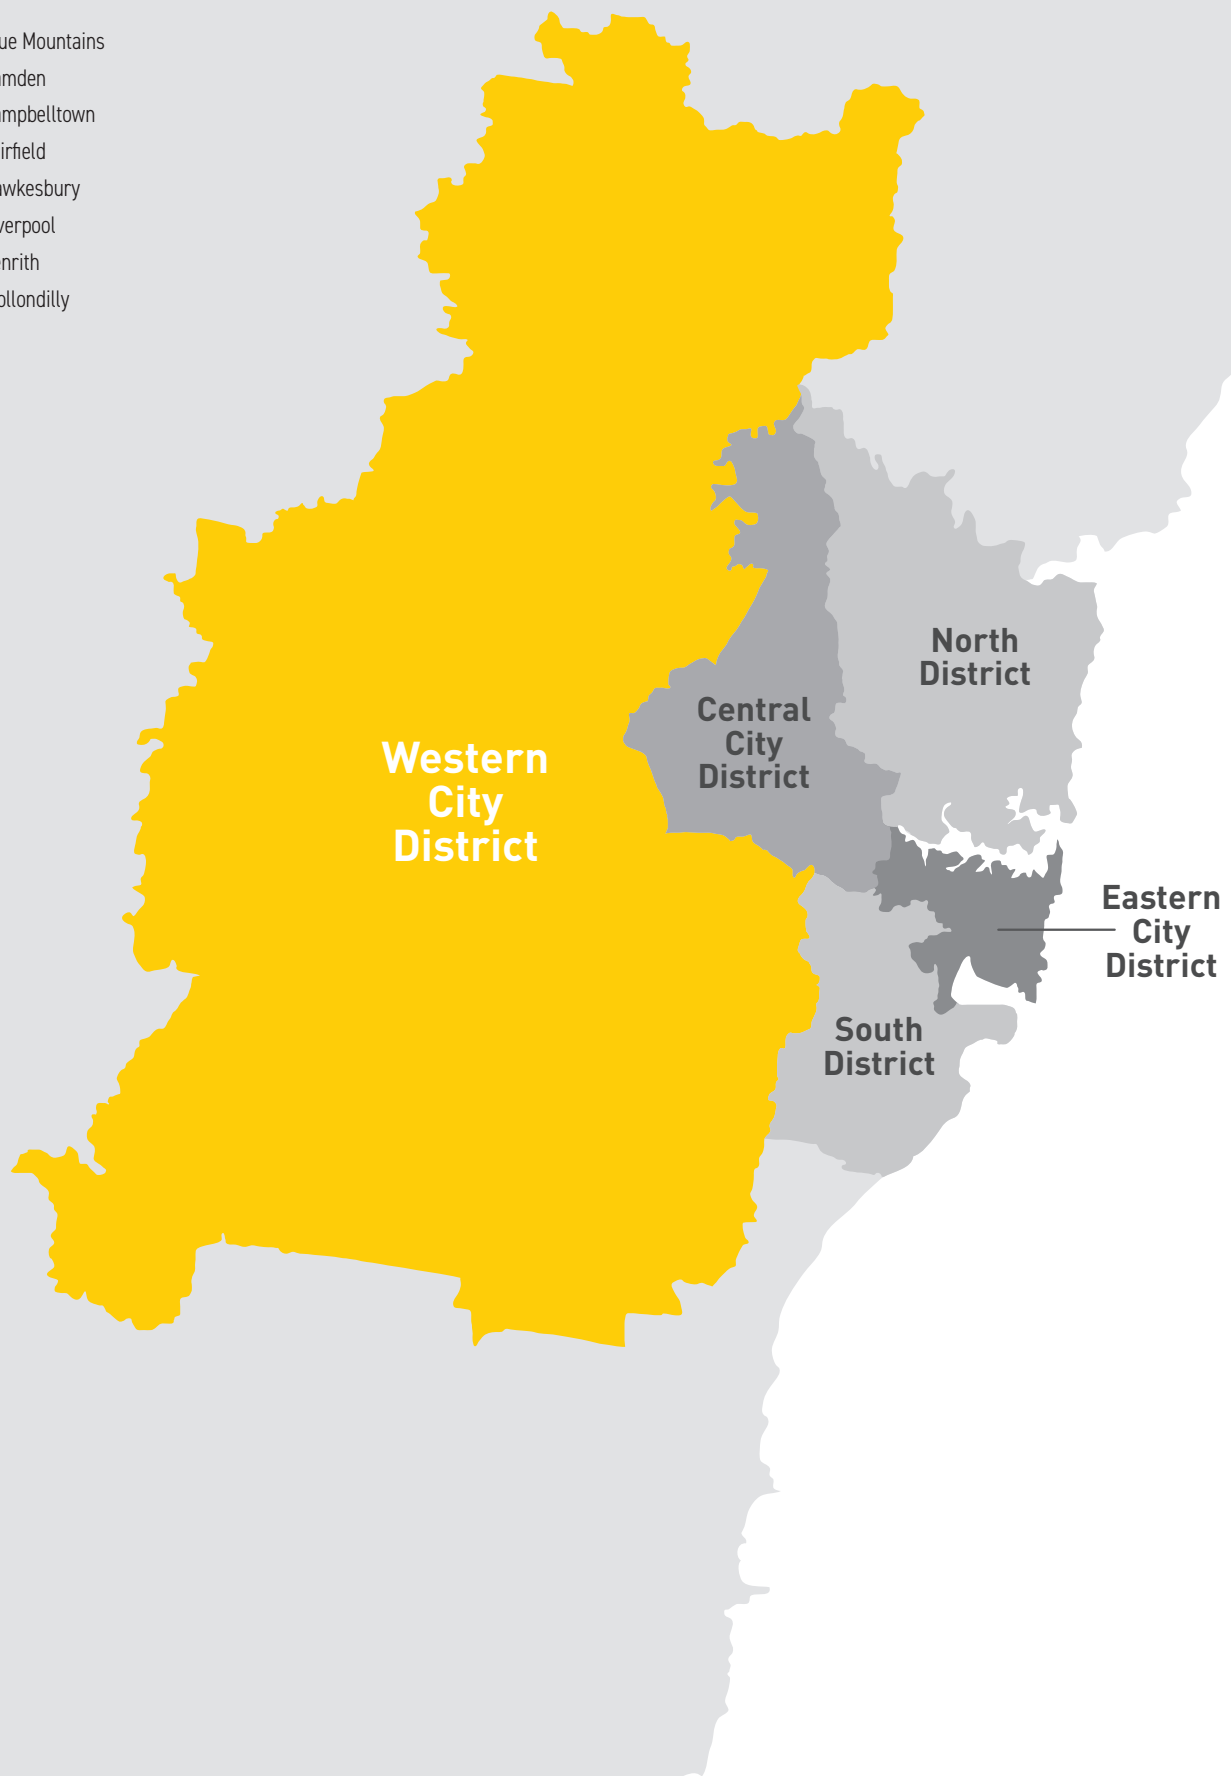 ue Mountains
mden
mpbelltown
irfield
wkesbury
verpool
nrith
ollondilly
North
District
Central
City
District
Western
City
District
Eastern
City
District
South
District